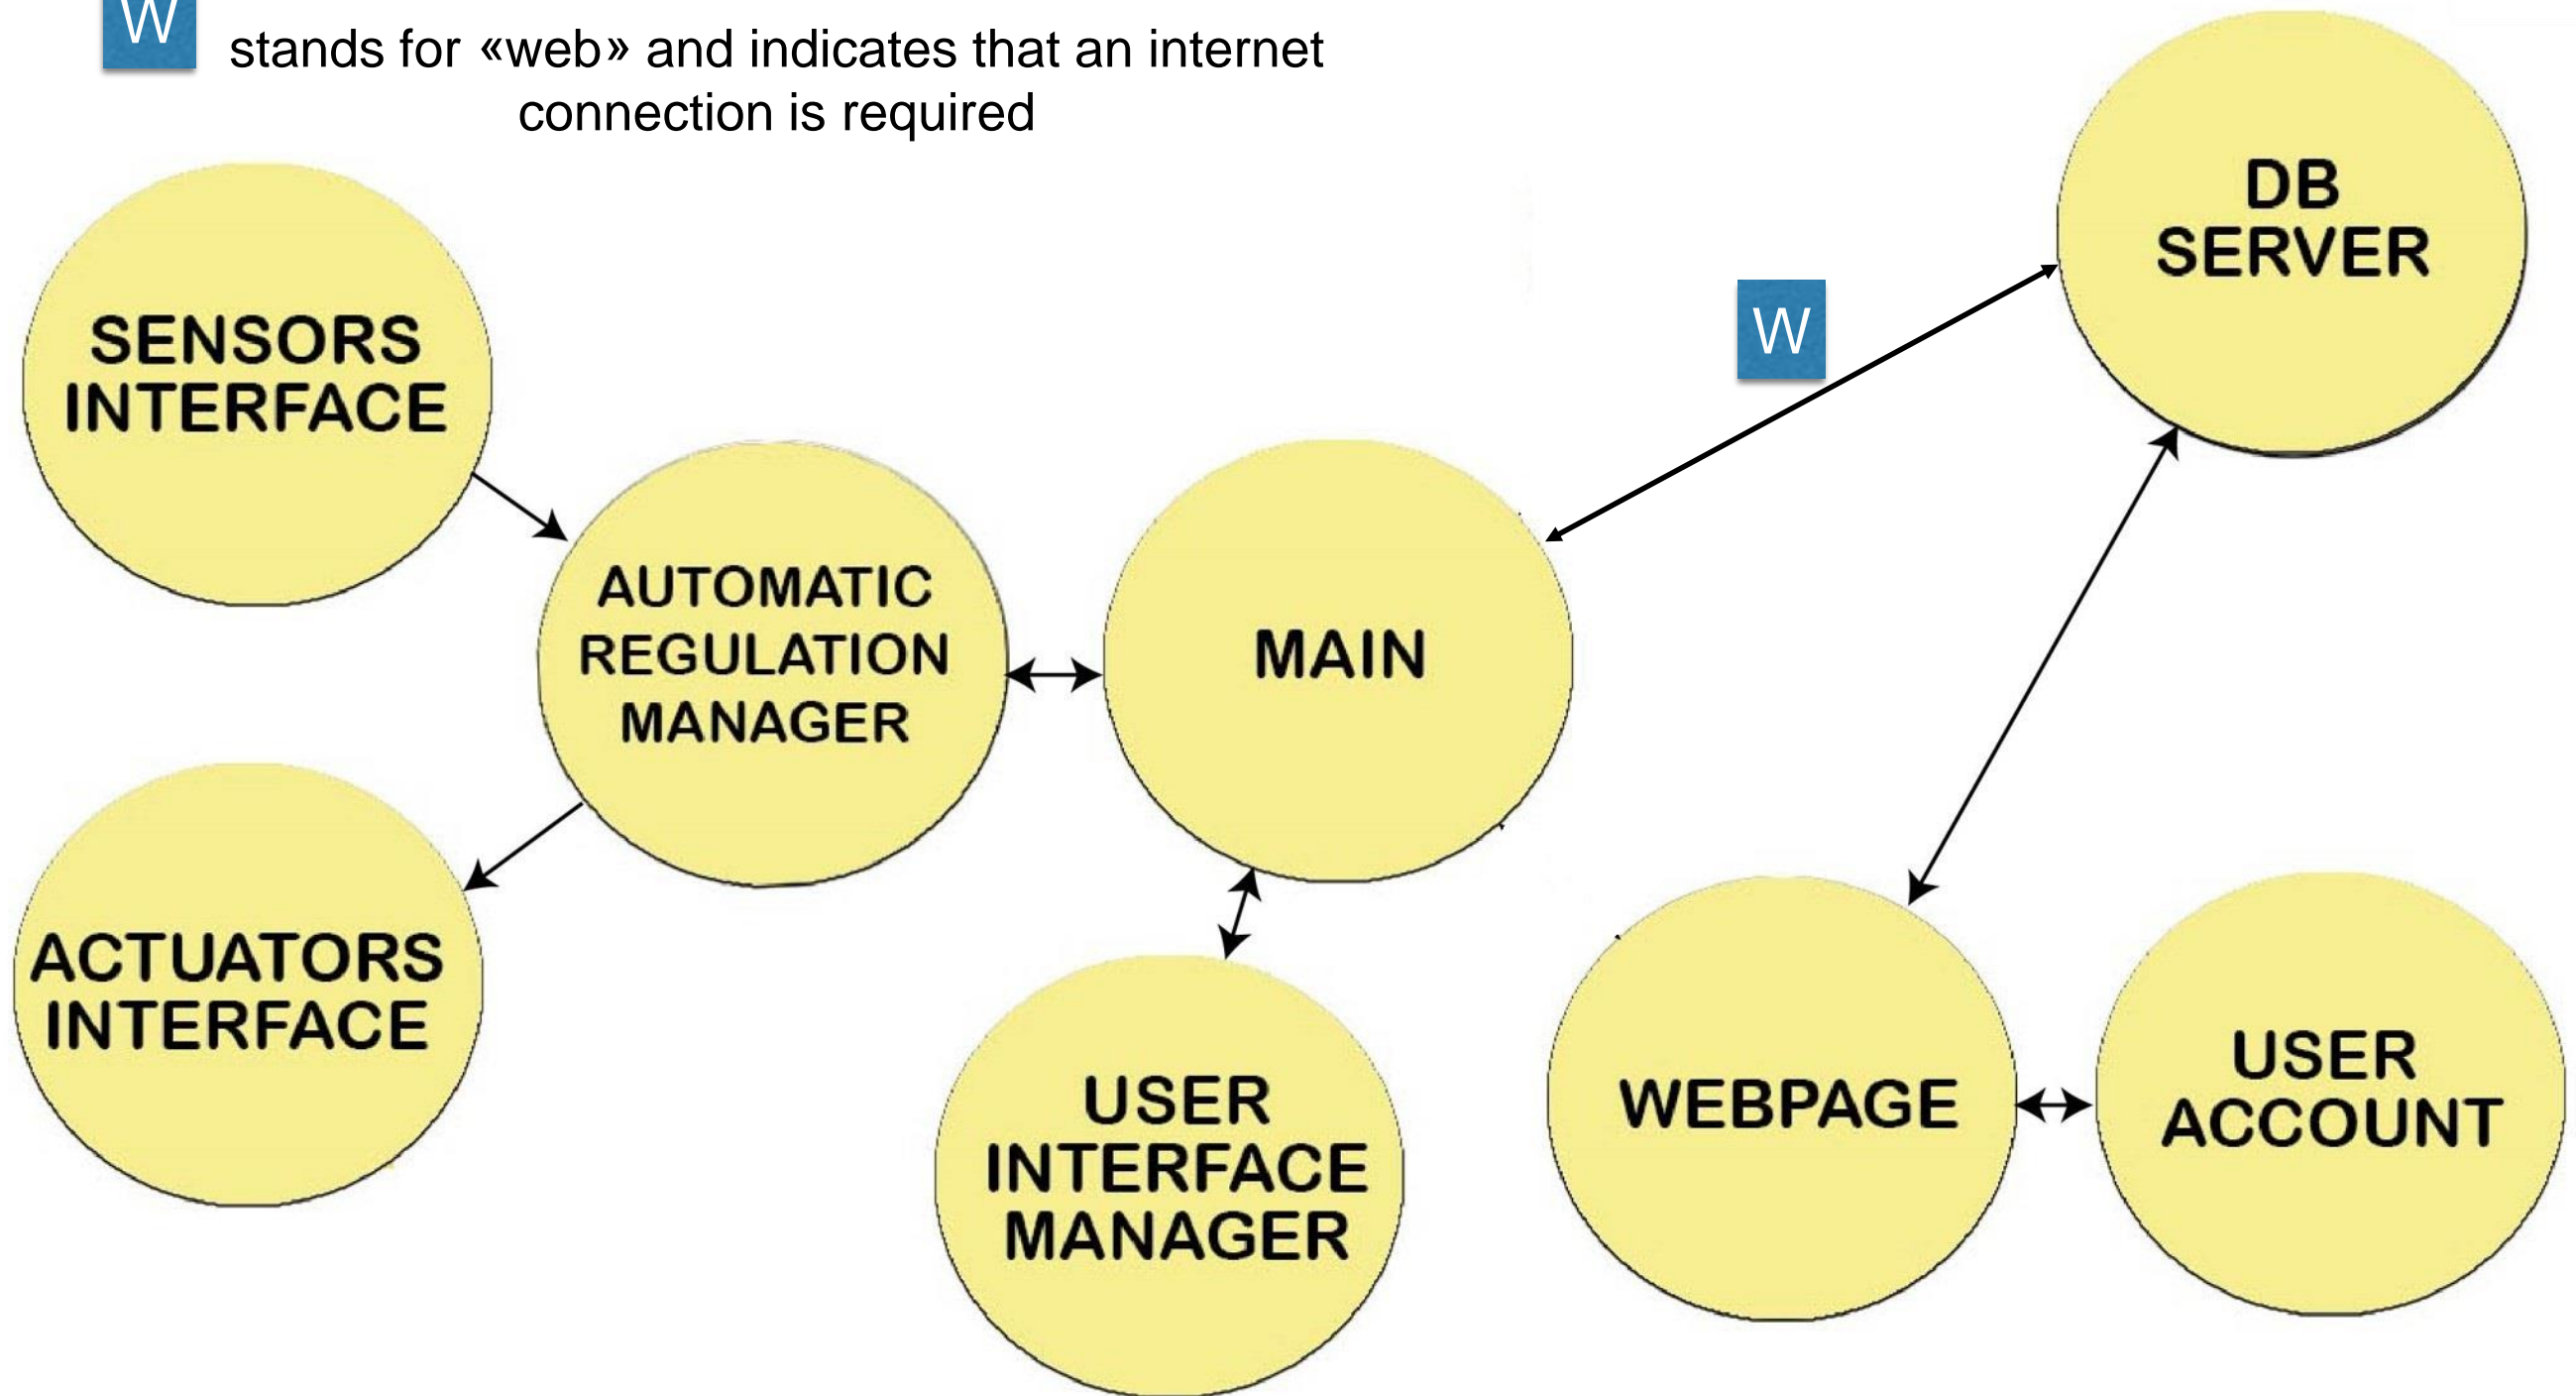 W
stands for «web» and indicates that an internet
connection is required
DB
SERVER
W
SENSORS
INTERFACE
AUTOMATIC
REGULATION
MANAGER
MAIN
ACTUATORS
INTERFACE
USER
INTERFACE
MANAGER
WEBPAGE
USER
ACCOUNT